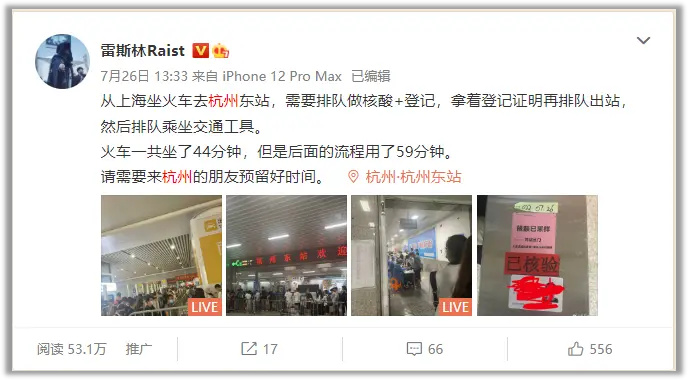 雷斯林Raist
7月26日 13:33 来自 iPhone 12 Pro Max 已编辑
从上海坐火车去杭州东站，需要排队做核酸+登记，拿着登记证明再排队出站，
然后排队乘坐交通工具。
火车一共坐了44分钟，但是后面的流程用了59分钟。
请需要来杭州的朋友预留好时间。 杭州·杭州东站
杭州东站欢迎
已核验
LIVE
LIVE
阅读 53.1万 推广 17 66 556